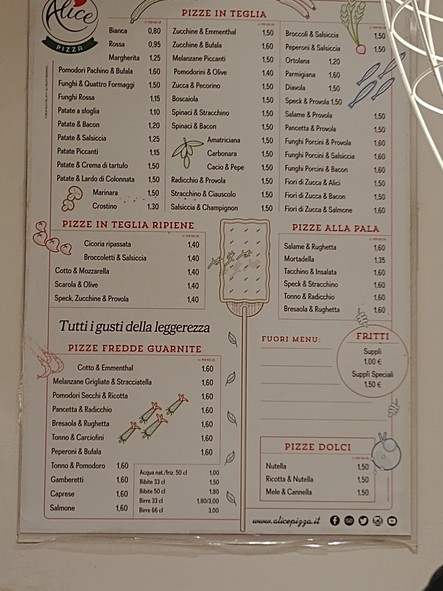 Alice
PIZZA
PIZZE IN TEGLIA
Bianca 0,80
Rossa 0,95
Margherita 1,25
Pomodori Pachino & Bufala 1,60
Funghi & Quattro Formaggi 1,50
Funghi Rossa 1,15
Patate a sfoglia 1,10
Patate & Bacon 1,20
Patate & Salsiccia 1,25
Patate Piccanti 1,15
Patate & Crema di tartufo 1,50
Patate & Lardo di Colonnata 1,50
Marinara 1,50
Crostino 1,30
Zucchine & Emmenthal 1,50
Zucchine & Bufala 1,60
Melanzane Piccanti 1,50
Pomodorini & Olive 1,40
Zucca & Pecorino 1,50
Boscaiola 1,50
Spinaci & Stracchino 1,50
Spinaci & Bacon 1,50
Amatriciana 1,50
Carbonara 1,50
Cacio & Pepe 1,50
Radicchio & Provola 1,50
Stracchino & Ciauscolo 1,50
Salsiccia & Champignon 1,50
Broccoli & Salsiccia 1,50
Peperoni & Salsiccia 1,50
Ortolana 1,20
Parmigiana 1,60
Diavola 1,50
Speck & Provola 1,50
Salame & Provola 1,50
Pancetta & Provola 1,50
Funghi Porcini & Provola 1,60
Funghi Porcini & Salsiccia 1,60
Funghi Porcini & Bacon 1,60
Fiori di Zucca & Alici 1,50
Fiori di Zucca & Bacon 1,50
Fiori di Zucca & Salmone 1,60
PIZZE IN TEGLIA RIPIENE
Cicoria ripassata 1,40
Broccoletti & Salsiccia 1,40
Cotto & Mozzarella 1,40
Scarola & Olive 1,40
Speck, Zucchine & Provola 1,40
PIZZE ALLA PALA
Salame & Rughetta 1,60
Mortadella 1,35
Tacchino & Insalata 1,60
Speck & Stracchino 1,60
Tonno & Radicchio 1,60
Bresaola & Rughetta 1,60
Tutti i gusti della leggerezza
PIZZE FREDDE GUARNITE
Cotto & Emmenthal 1,60
Melanzane Grigliate & Stracciatella 1,60
Pomodori Secchi & Ricotta 1,60
Pancetta & Radicchio 1,60
Bresaola & Rughetta 1,60
Tonno & Carciofini 1,60
Peperoni & Bufala 1,60
Tonno & Pomodoro 1,60
Gamberetti 1,60
Caprese 1,60
Salmone 1,60
Acqua nat./friz. 50 cl 1,00
Bibite 33 cl 1,50
Bibite 50 cl 1,80
Birre 33 cl 1,80/3,00
Birre 66 cl 3,00
FUORI MENU:
FRITTI
Supplì
1,00 €
Supplì Speciali
1,50 €
PIZZE DOLCI
Nutella 1,50
Ricotta & Nutella 1,50
Mele & Cannella 1,50
www.alicepizza.it